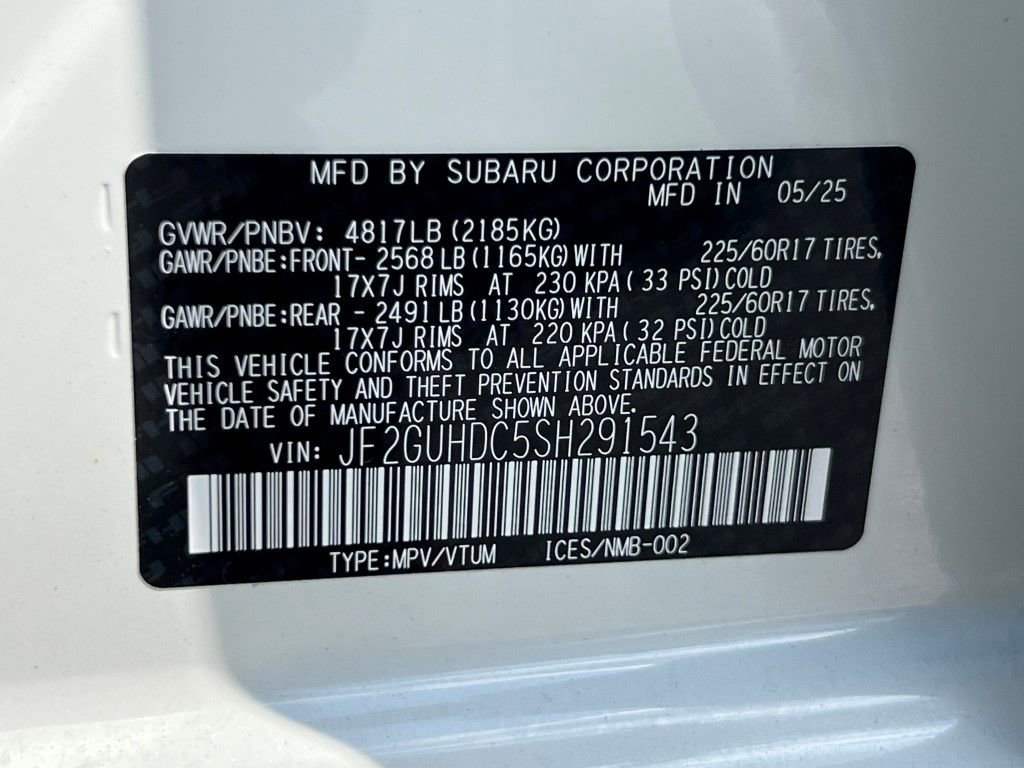 MFD BY SUBARU CORPORATION
MFD IN 05/25
GVWR/PNBV: 4817LB (2185KG)
GAWR/PNBE:FRONT- 2568 LB (1165KG) WITH 225/60R17 TIRES,
17X7J RIMS AT 230 KPA ( 33 PSI) COLD
GAWR/PNBE:REAR - 2491 LB (1130KG) WITH 225/60R17 TIRES,
17X7J RIMS AT 220 KPA ( 32 PSI) COLD
THIS VEHICLE CONFORMS TO ALL APPLICABLE FEDERAL MOTOR
VEHICLE SAFETY AND THEFT PREVENTION STANDARDS IN EFFECT ON
THE DATE OF MANUFACTURE SHOWN ABOVE.
VIN: JF2GUHDC5SH291543
TYPE:MPV/VTUM ICES/NMB-002